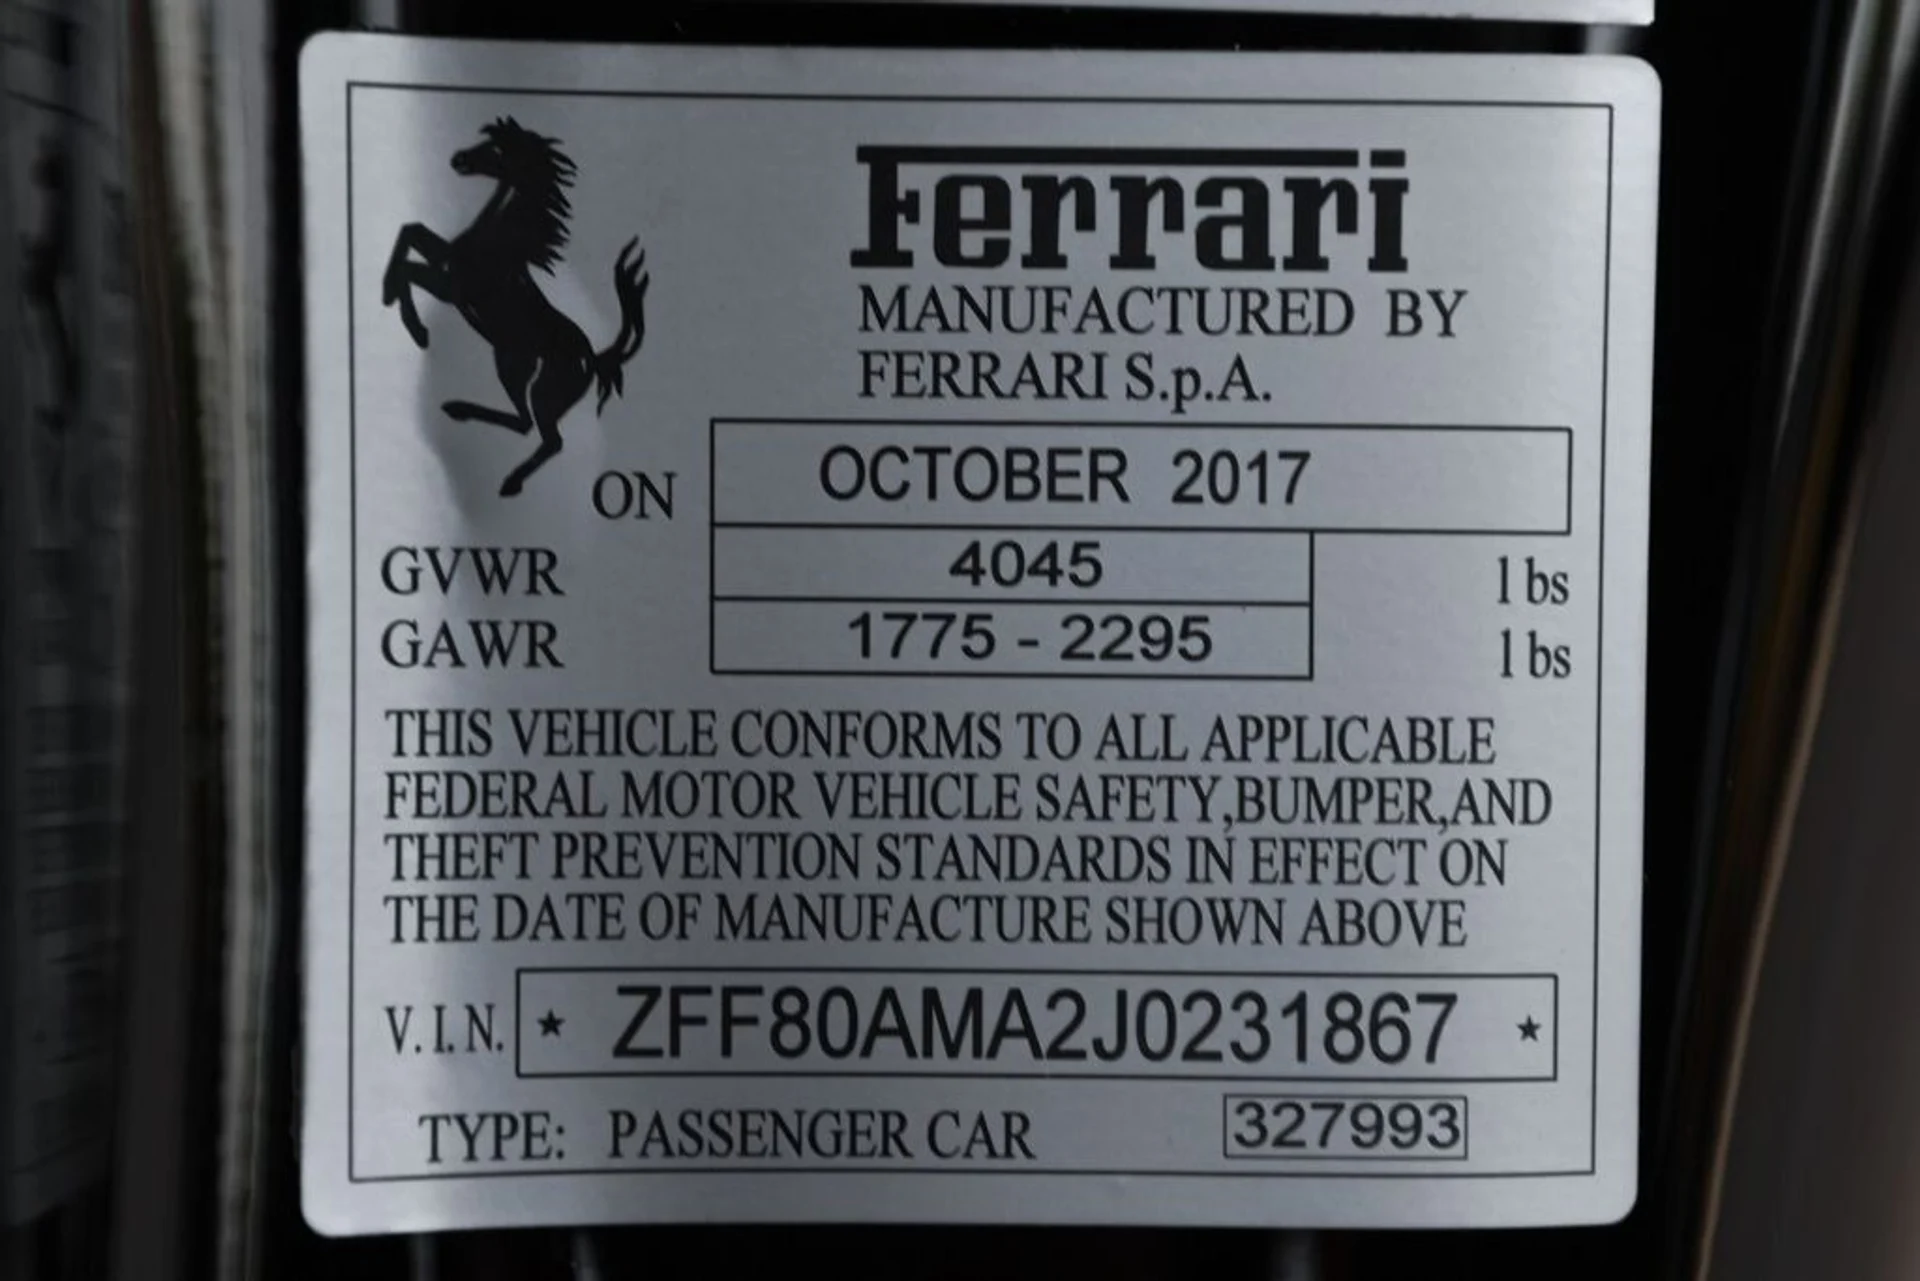 Ferrari
MANUFACTURED BY
FERRARI S.p.A.
ON OCTOBER 2017
GVWR 4045 lbs
GAWR 1775 - 2295 lbs
THIS VEHICLE CONFORMS TO ALL APPLICABLE
FEDERAL MOTOR VEHICLE SAFETY,BUMPER,AND
THEFT PREVENTION STANDARDS IN EFFECT ON
THE DATE OF MANUFACTURE SHOWN ABOVE
V.I.N. ★ ZFF80AMA2J0231867 ★
TYPE: PASSENGER CAR 327993